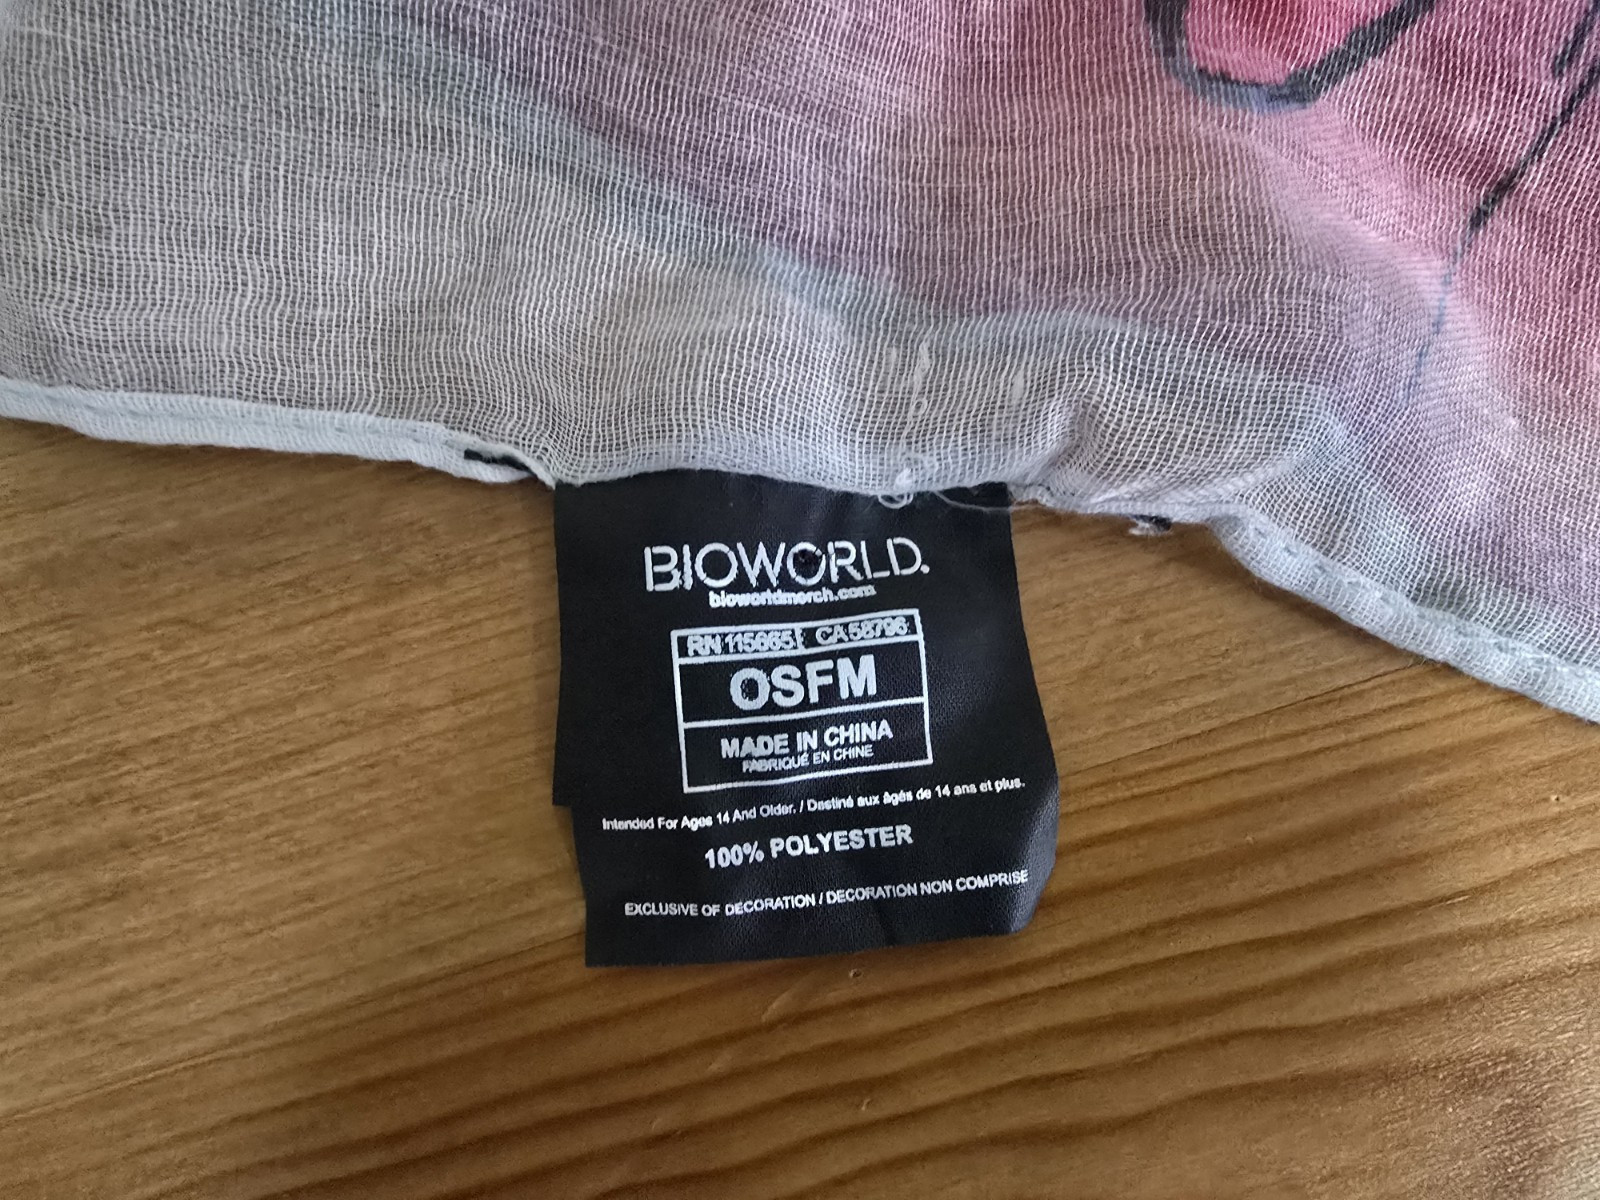 BIOWORLD.
bioworldmerch.com
RN 115665 CA 58796
OSFM
MADE IN CHINA
FABRIQUÉ EN CHINE
Intended For Ages 14 And Older. / Destiné aux âgés de 14 ans et plus.
100% POLYESTER
EXCLUSIVE OF DECORATION / DECORATION NON COMPRISE